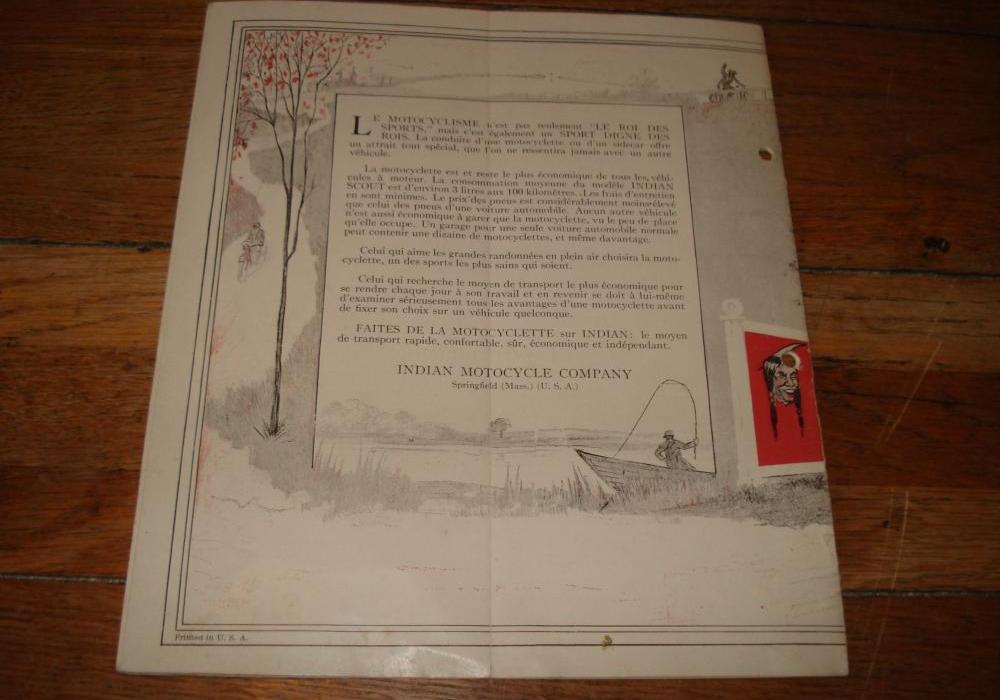 LE MOTOCYCLISME n'est pas seulement "LE ROI DES
SPORTS," mais c'est également un SPORT DIGNE DES
ROIS. La conduite d'une motocyclette ou d'un sidecar offre
un attrait tout spécial, que l'on ne ressentira jamais avec un autre
véhicule.
La motocyclette est et reste le plus économique de tous les véhi-
cules à moteur. La consommation moyenne du modèle INDIAN
SCOUT est d'environ 3 litres aux 100 kilomètres. Les frais d'entretien
en sont minimes. Le prix des pneus est considérablement moins élevé
que celui des pneus d'une voiture automobile. Aucun autre véhicule
n'est aussi économique à garer que la motocyclette, vu le peu de place
qu'elle occupe. Un garage pour une seule voiture automobile normale
peut contenir une dizaine de motocyclettes, et même davantage.
Celui qui aime les grandes randonnées en plein air choisira la moto-
cyclette, un des sports les plus sains qui soient.
Celui qui recherche le moyen de transport le plus économique pour
se rendre chaque jour à son travail et en revenir se doit à lui-même
d'examiner sérieusement tous les avantages d'une motocyclette avant
de fixer son choix sur un véhicule quelconque.
FAITES DE LA MOTOCYCLETTE sur INDIAN: le moyen
de transport rapide, confortable, sûr, économique et indépendant.
INDIAN MOTOCYCLE COMPANY
Springfield (Mass.) (U. S. A.)
Printed in U. S. A.